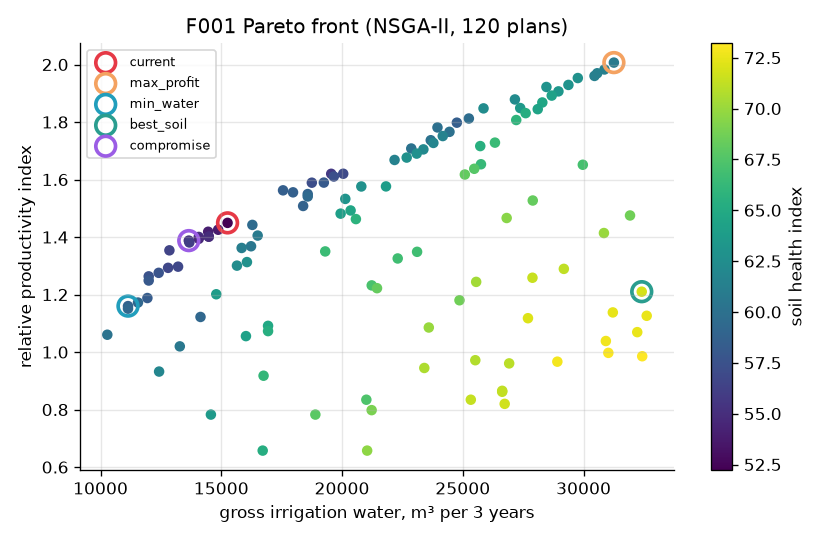 F001 Pareto front (NSGA-II, 120 plans)
current
max_profit
min_water
best_soil
compromise
relative productivity index
2.0
1.8
1.6
1.4
1.2
1.0
0.8
0.6
10000 15000 20000 25000 30000
gross irrigation water, m³ per 3 years
72.5
70.0
67.5
65.0
62.5
60.0
57.5
55.0
52.5
soil health index